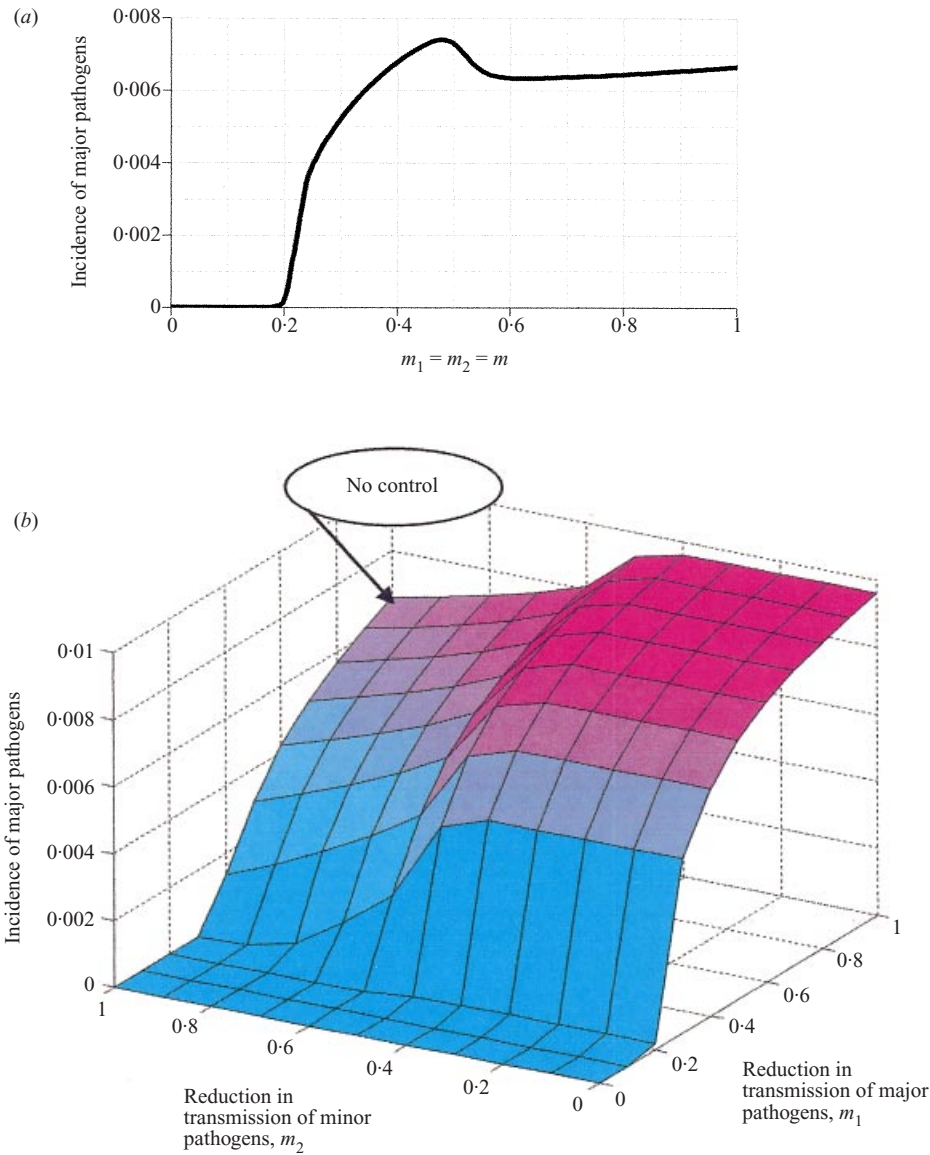 (a)
Incidence of major pathogens
0·008
0·006
0·004
0·002
0
0 0·2 0·4 0·6 0·8 1
m₁ = m₂ = m
(b)
No control
Incidence of major pathogens
0·01
0·008
0·006
0·004
0·002
0
1
0·8
0·6
0·4
0·2
0
Reduction in
transmission of minor
pathogens, m₂
0
0·2
0·4
0·6
0·8
1
Reduction in
transmission of major
pathogens, m₁